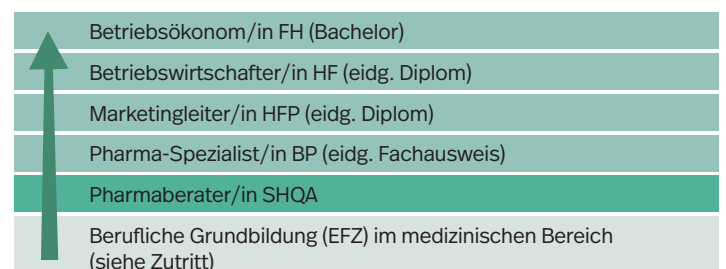 Betriebsökonom/in FH (Bachelor)
Betriebswirtschafter/in HF (eidg. Diplom)
Marketingleiter/in HFP (eidg. Diplom)
Pharma-Spezialist/in BP (eidg. Fachausweis)
Pharmaberater/in SHQA
Berufliche Grundbildung (EFZ) im medizinischen Bereich
(siehe Zutritt)